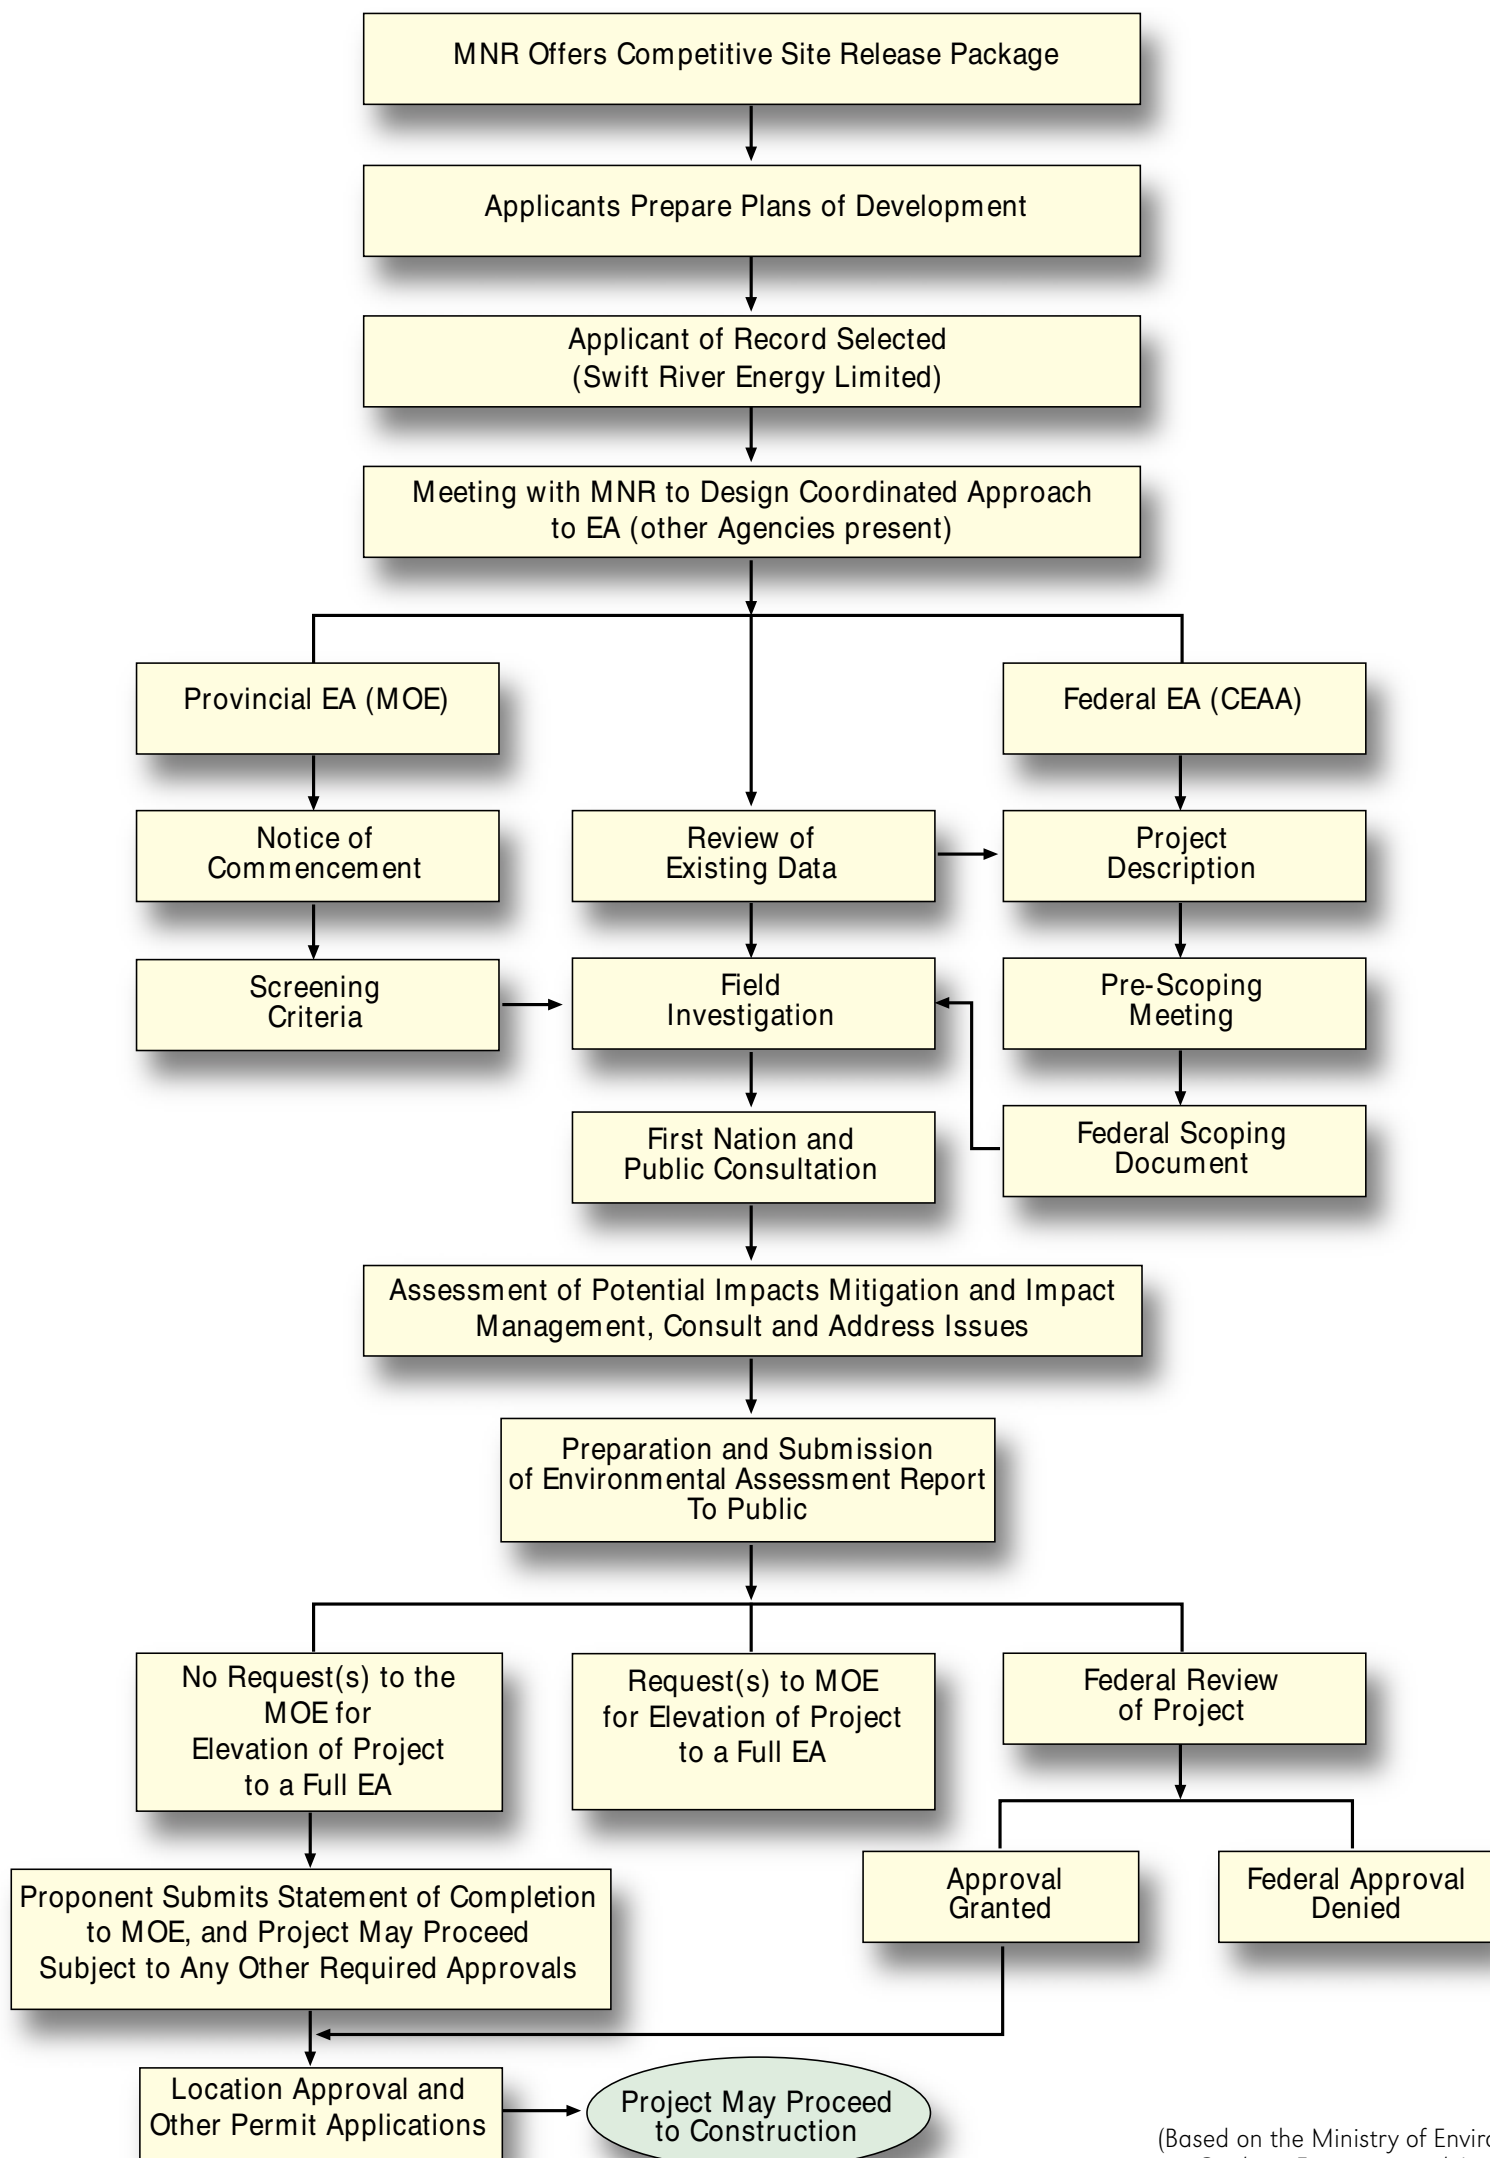 MNR Offers Competitive Site Release Package
Applicants Prepare Plans of Development
Applicant of Record Selected
(Swift River Energy Limited)
Meeting with MNR to Design Coordinated Approach
to EA (other Agencies present)
Provincial EA (MOE)
Federal EA (CEAA)
Notice of
Commencement
Review of
Existing Data
Project
Description
Screening
Criteria
Field
Investigation
Pre-Scoping
Meeting
First Nation and
Public Consultation
Federal Scoping
Document
Assessment of Potential Impacts Mitigation and Impact
Management, Consult and Address Issues
Preparation and Submission
of Environmental Assessment Report
To Public
No Request(s) to the
MOE for
Elevation of Project
to a Full EA
Request(s) to MOE
for Elevation of Project
to a Full EA
Federal Review
of Project
Approval
Granted
Federal Approval
Denied
Proponent Submits Statement of Completion
to MOE, and Project May Proceed
Subject to Any Other Required Approvals
Location Approval and
Other Permit Applications
Project May Proceed
to Construction
(Based on the Ministry of